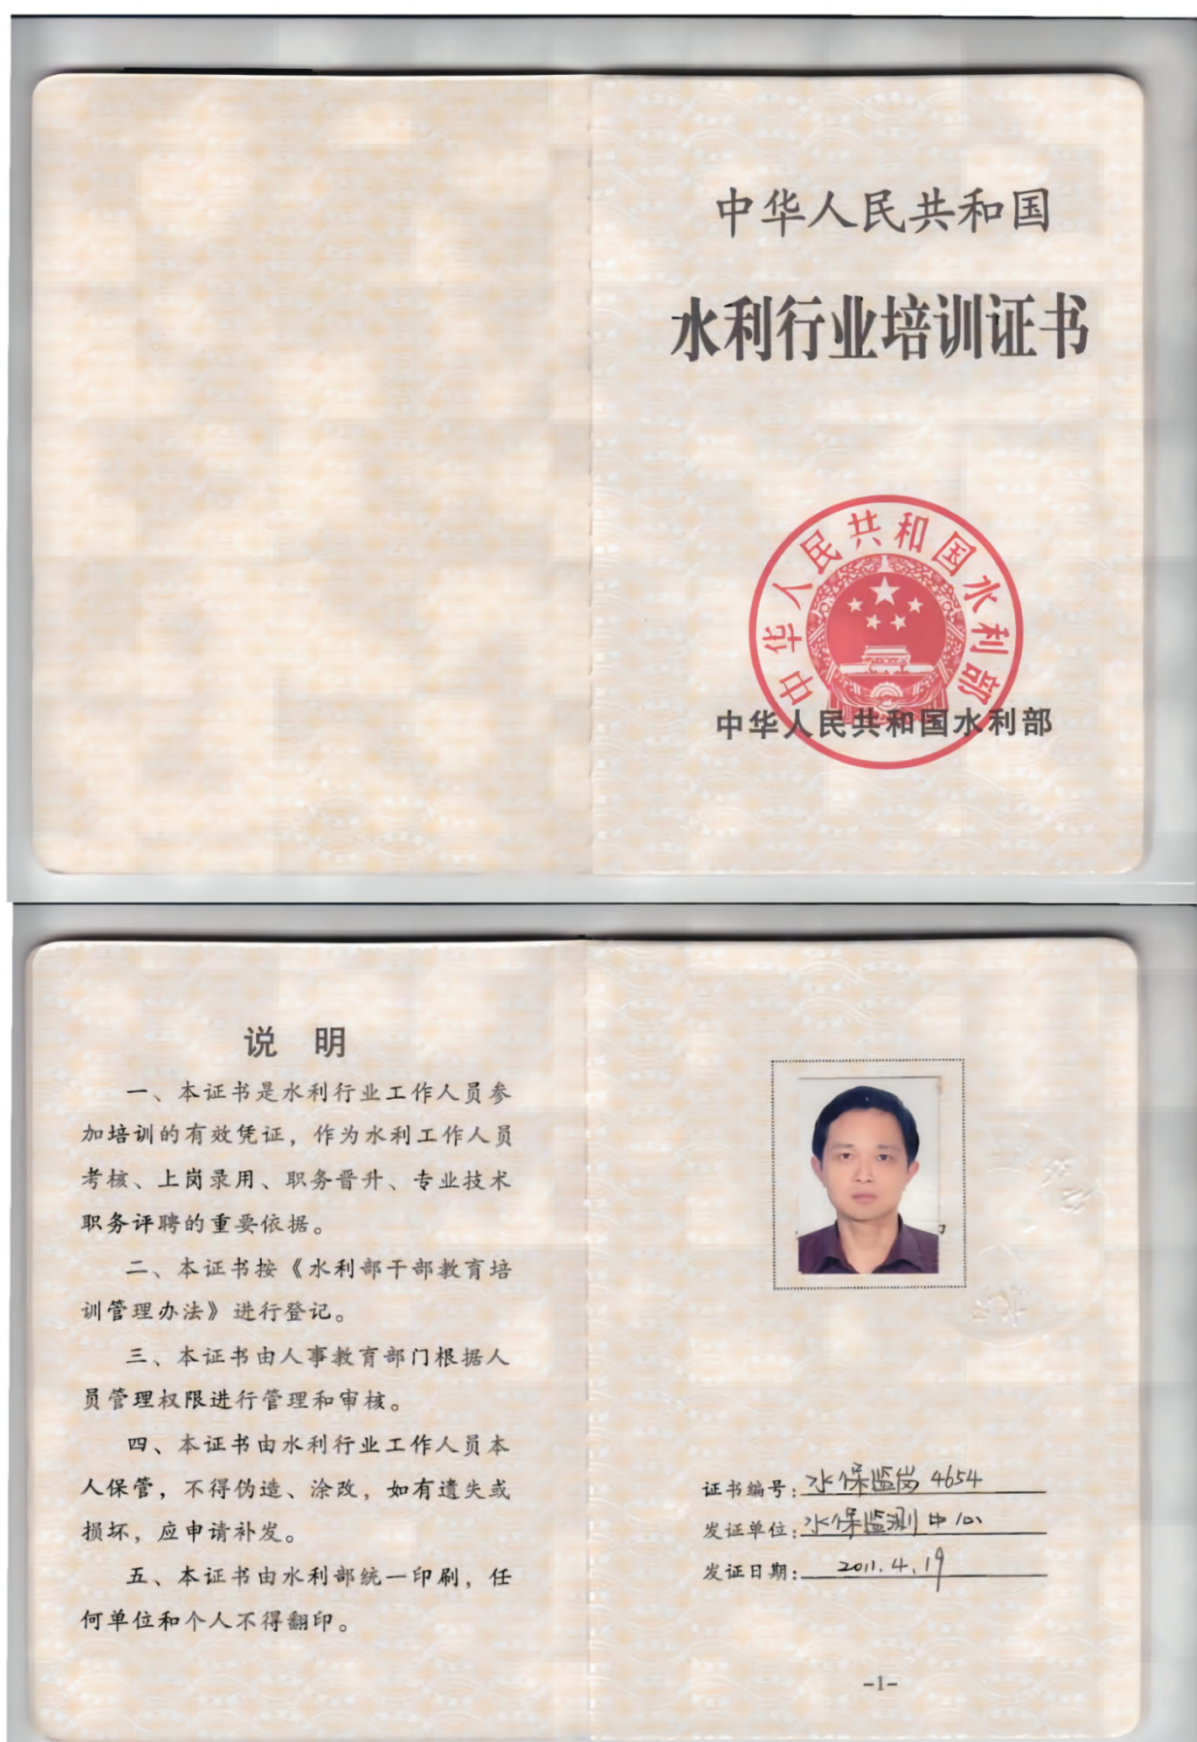 中华人民共和国
水利行业培训证书
中华人民共和国水利部
中华人民共和国水利部
说 明
一、本证书是水利行业工作人员参
加培训的有效凭证，作为水利工作人员
考核、上岗录用、职务晋升、专业技术
职务评聘的重要依据。
二、本证书按《水利部干部教育培
训管理办法》进行登记。
三、本证书由人事教育部门根据人
员管理权限进行管理和审核。
四、本证书由水利行业工作人员本
人保管，不得伪造、涂改，如有遗失或
损坏，应申请补发。
五、本证书由水利部统一印刷，任
何单位和个人不得翻印。
证书编号：水保监岗 4654
发证单位：水保监测中心
发证日期：2011.4.19
-1-